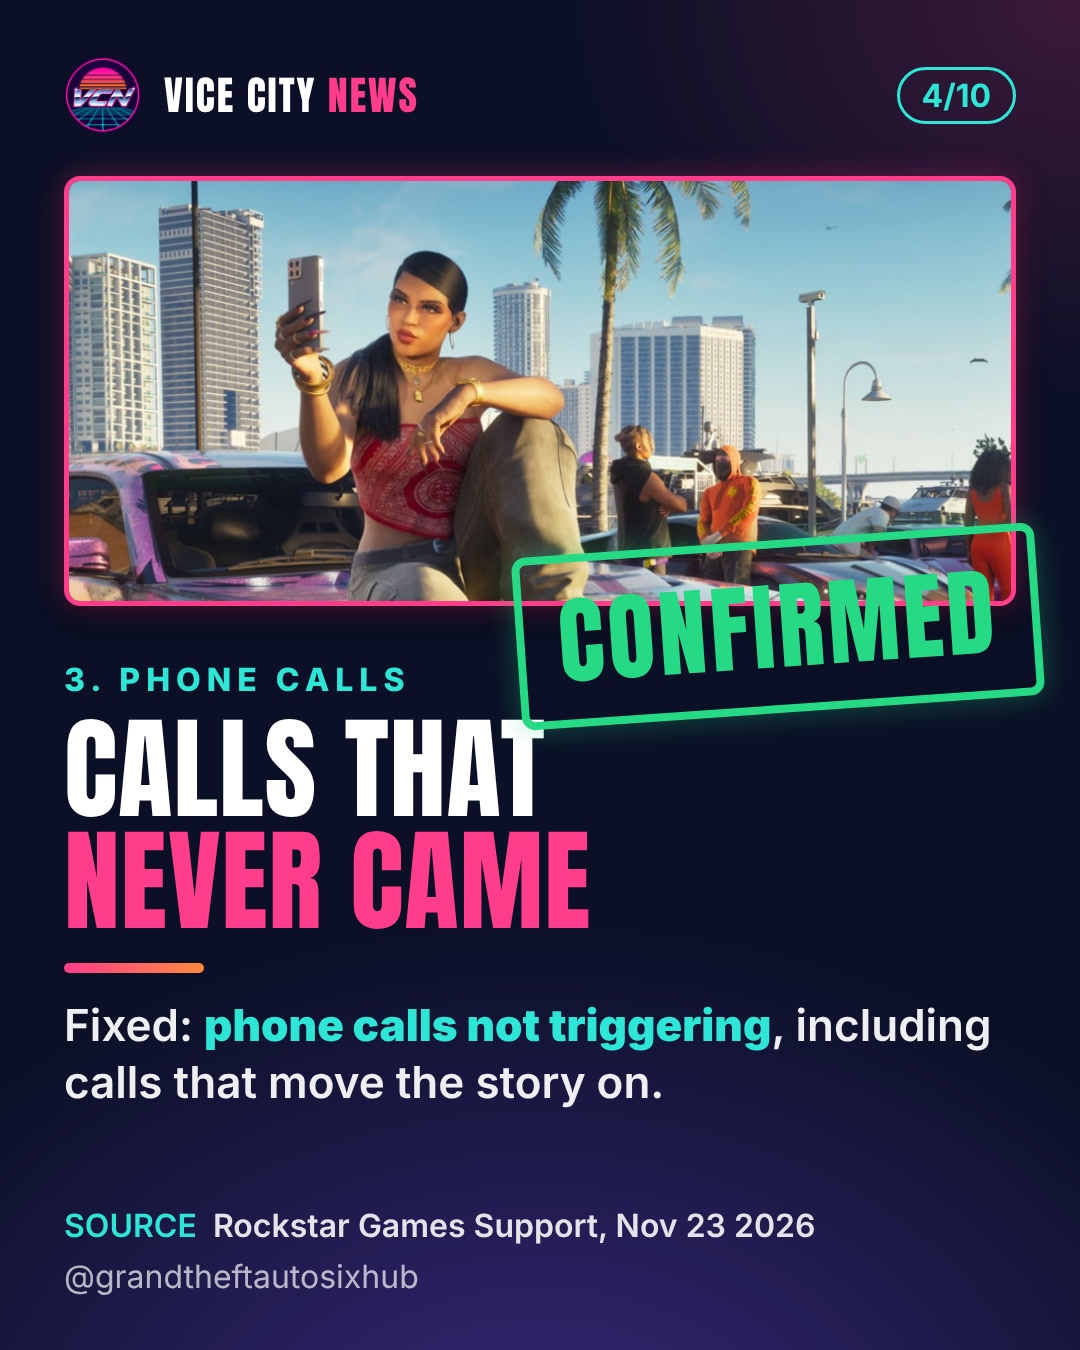 VCN
VICE CITY NEWS
4/10
CONFIRMED
3. PHONE CALLS
CALLS THAT
NEVER CAME
Fixed: phone calls not triggering, including
calls that move the story on.
SOURCE Rockstar Games Support, Nov 23 2026
@grandtheftautosixhub